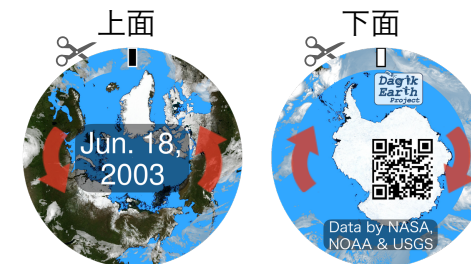 上面
下面
Jun. 18,
2003
Dagik
Earth
Project
Data by NASA,
NOAA & USGS